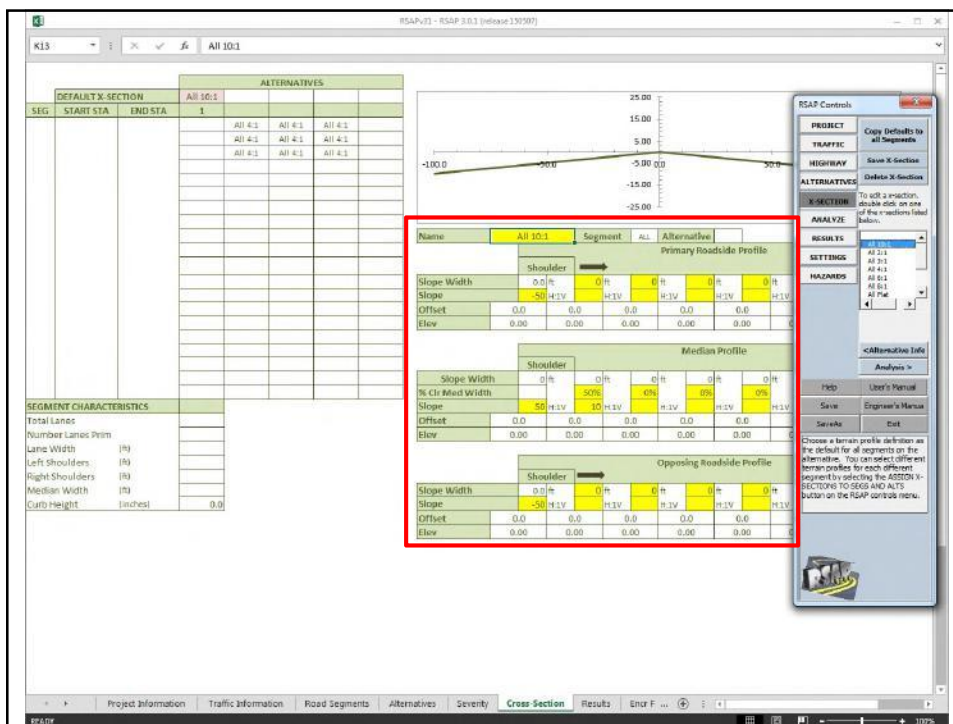 RSAPv31 - RSAP 3.0.1 (release 150507)
K13 fx All 10:1
ALTERNATIVES
DEFAULT X-SECTION All 10:1
SEG START STA END STA 1
All 4:1 All 4:1 All 4:1
All 4:1 All 4:1 All 4:1
All 4:1 All 4:1 All 4:1
SEGMENT CHARACTERISTICS
Total Lanes
Number Lanes Prim
Lane Width (ft)
Left Shoulders (ft)
Right Shoulders (ft)
Median Width (ft)
Curb Height (inches) 0.0
25.00
15.00
5.00
-100.0 -50.0 -5.00 0.0 50.0
-15.00
-25.00
Name All 10:1 Segment ALL Alternative
Primary Roadside Profile
Shoulder
Slope Width 0.0 ft 0 ft 0 ft 0 ft 0 ft
Slope -50 H:1V H:1V H:1V H:1V H:1V
Offset 0.0 0.0 0.0 0.0 0.0
Elev 0.00 0.00 0.00 0.00 0.00 0
Median Profile
Shoulder
Slope Width 0 ft 0 ft 0 ft 0 ft 0 ft
% Clr Med Width 50% 0% 0% 0%
Slope 50 H:1V 10 H:1V H:1V H:1V H:1V
Offset 0.0 0.0 0.0 0.0 0.0
Elev 0.00 0.00 0.00 0.00 0.00 0
Opposing Roadside Profile
Shoulder
Slope Width 0.0 ft 0 ft 0 ft 0 ft 0 ft
Slope -50 H:1V H:1V H:1V H:1V H:1V
Offset 0.0 0.0 0.0 0.0 0.0
Elev 0.00 0.00 0.00 0.00 0.00 0
RSAP Controls
PROJECT
TRAFFIC
HIGHWAY
ALTERNATIVES
X-SECTION
ANALYZE
RESULTS
SETTINGS
HAZARDS
Copy Defaults to
all Segments
Save X-Section
Delete X-Section
To edit a x-section,
double click on one
of the x-sections listed
below.
All 10:1
All 2:1
All 3:1
All 4:1
All 6:1
All 8:1
All Flat
<Alternative Info
Analysis >
Help User's Manual
Save Engineer's Manua
SaveAs Exit
Choose a terrain
profile definition as
the default for all
all segments on the
alternative. You
can select different
terrain profiles for
each different
segment by
selecting the ASSIGN X-
SECTIONS TO SEGS AND ALTS
button on the RSAP controls menu.
RSAP
Project Information Traffic Information Road Segments Alternatives Severity Cross-Section Results Encr F ...
READY 100%